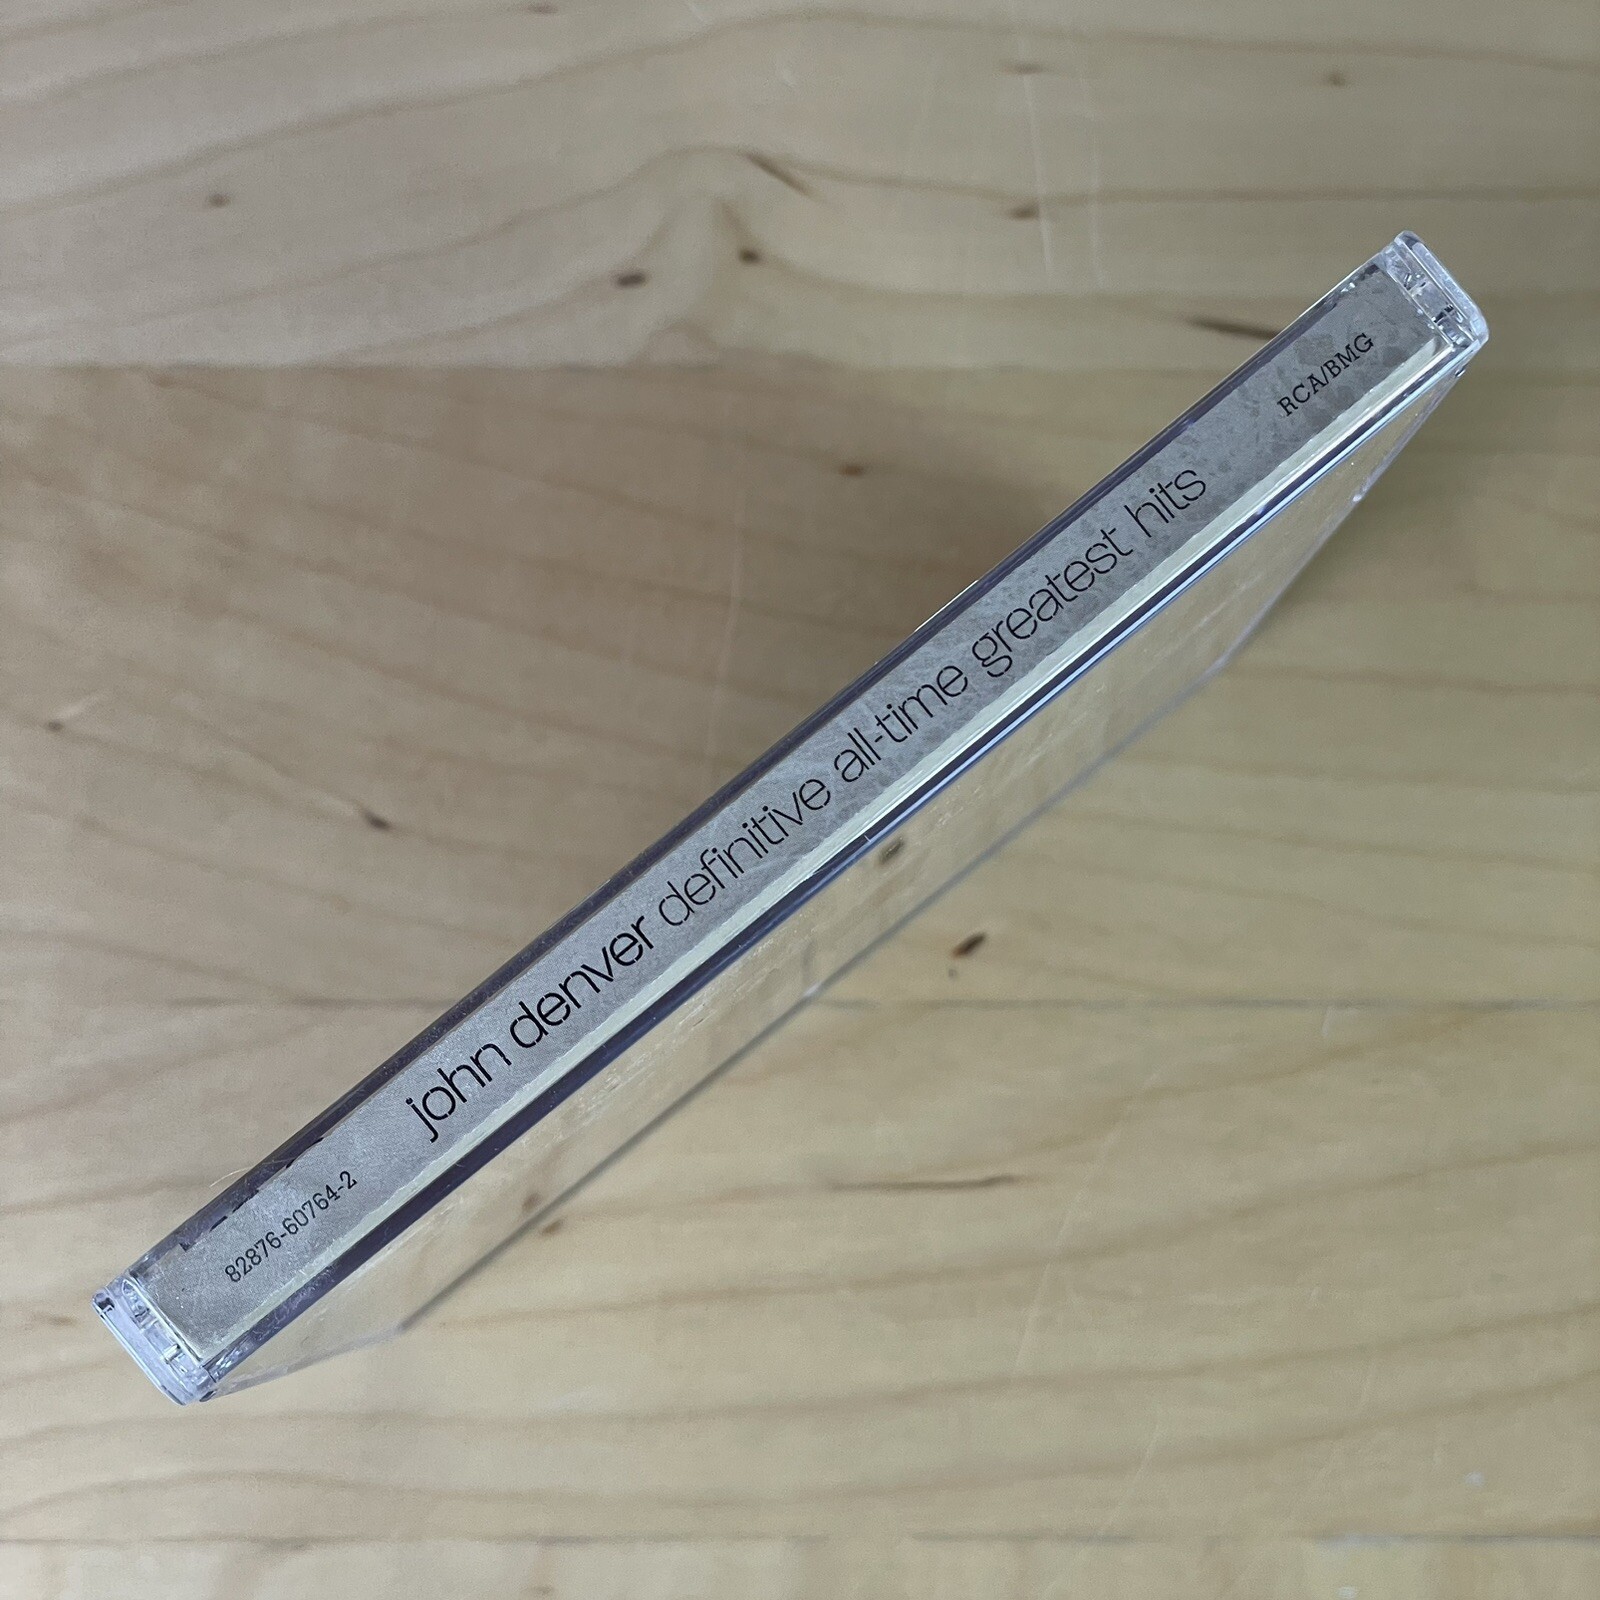 82876-60764-2 john denver definitive all-time greatest hits RCA/BMG